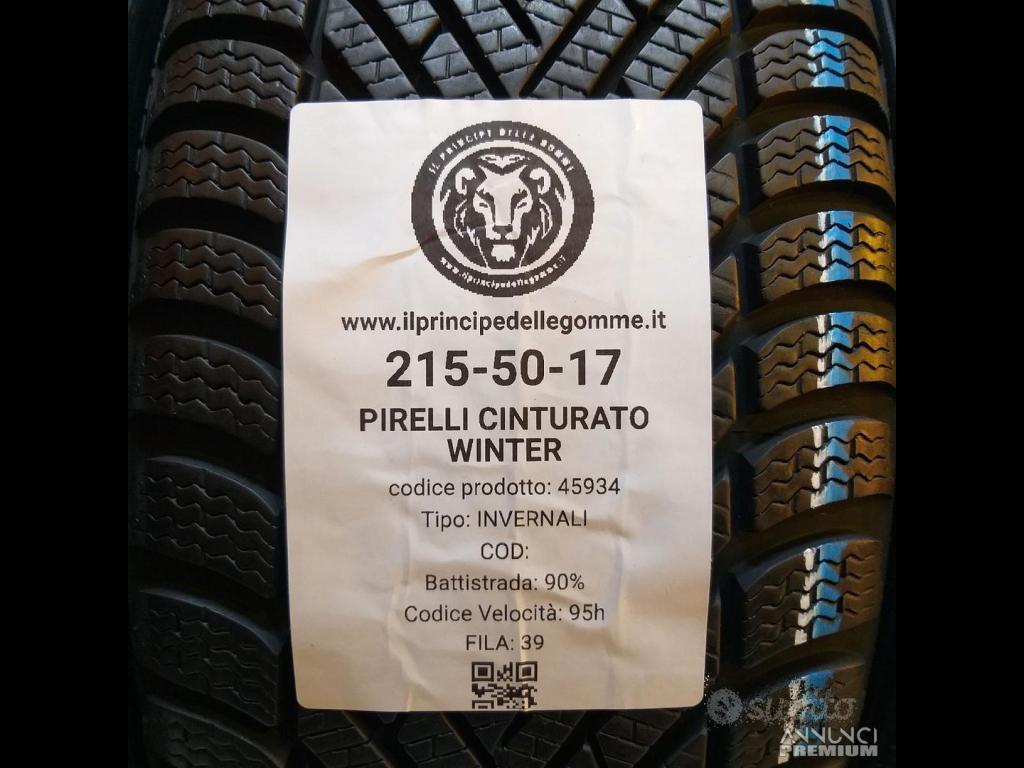 IL PRINCIPE DELLE GOMME
www.ilprincipedellegomme.it
www.ilprincipedellegomme.it
215-50-17
PIRELLI CINTURATO
WINTER
codice prodotto: 45934
Tipo: INVERNALI
COD:
Battistrada: 90%
Codice Velocità: 95h
FILA: 39
subito
ANNUNCI
PREMIUM